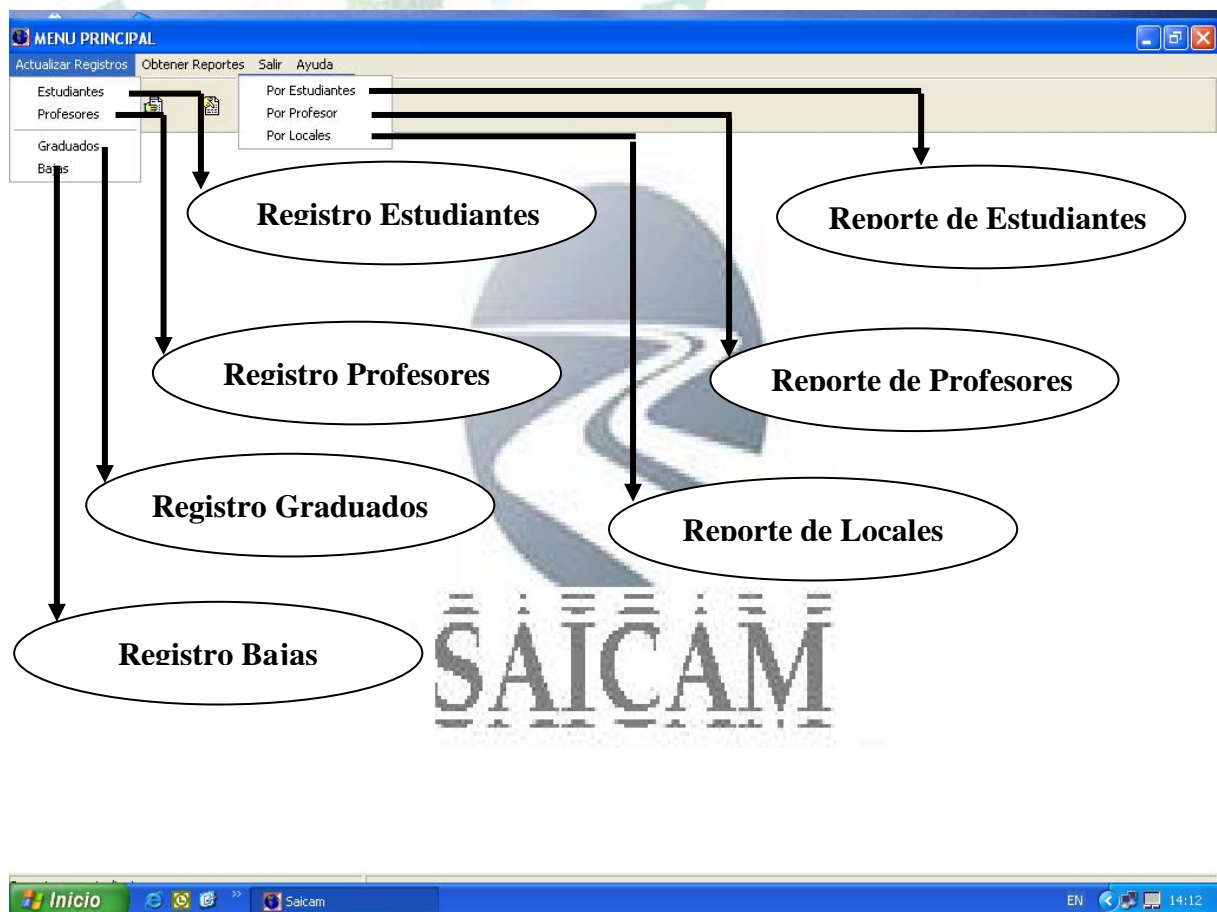 MENU PRINCIPAL
Actualizar Registros Obtener Reportes Salir Ayuda
Estudiantes
Profesores
Graduados
Bajas
Por Estudiantes
Por Profesor
Por Locales
Registro Estudiantes
Reporte de Estudiantes
Registro Profesores
Reporte de Profesores
Registro Graduados
Reporte de Locales
Registro Bajas
SAICAM
Inicio
Saicam
EN
14:12